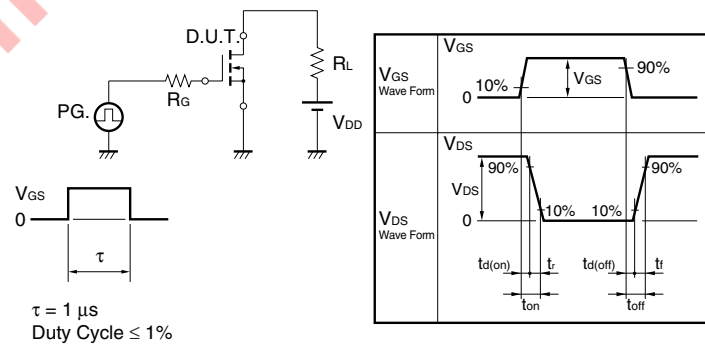 D.U.T.
RL
RG
PG.
VDD
VGS
0
τ
τ = 1 μs
Duty Cycle ≤ 1%
VGS
Wave Form
VGS
10%
0
VGS
90%
VDS
Wave Form
VDS
90%
VDS
0
10%
10%
90%
td(on)
tr
td(off)
tf
ton
toff